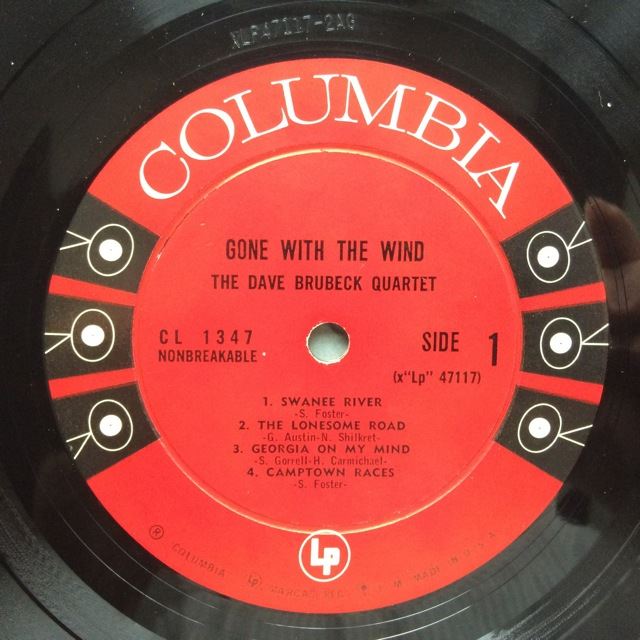 XLP47117-2AG
COLUMBIA
GONE WITH THE WIND
THE DAVE BRUBECK QUARTET
CL 1347
NONBREAKABLE
SIDE 1
(x"Lp" 47117)
1. SWANEE RIVER
-S. Foster-
2. THE LONESOME ROAD
-G. Austin-N. Shilkret-
3. GEORGIA ON MY MIND
-S. Gorrell-H. Carmichael-
4. CAMPTOWN RACES
-S. Foster-
Lp
® COLUMBIA Lp MARCAS REG. MADE IN U.S.A.